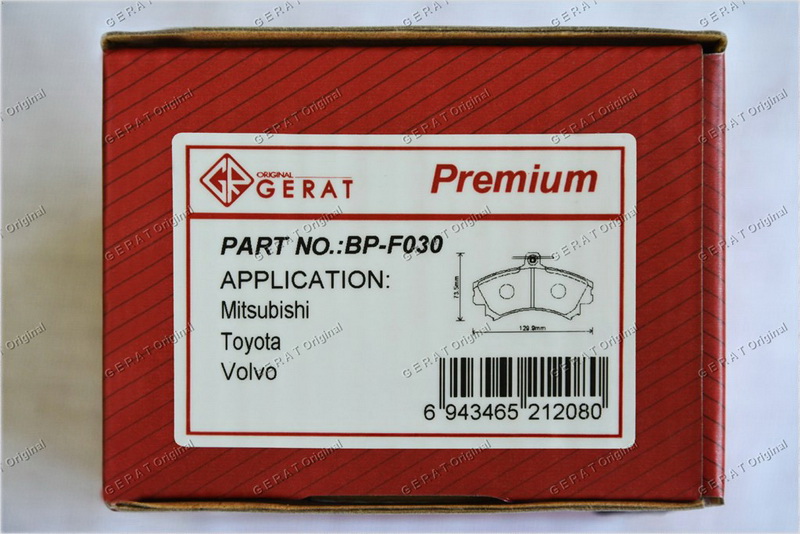 ORIGINAL
GERAT
Premium
PART NO.:BP-F030
APPLICATION:
Mitsubishi
Toyota
Volvo
73.5mm
129.9mm
6 943465 212080
GERAT Original